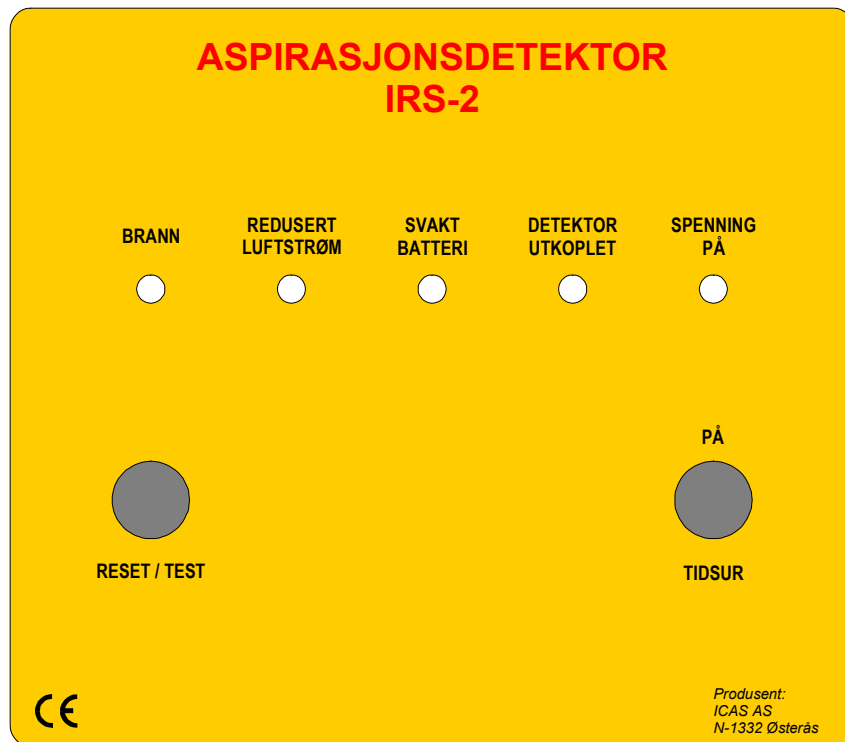 ASPIRASJONSDETEKTOR
IRS-2
BRANN
REDUSERT
LUFTSTRØM
SVAKT
BATTERI
DETEKTOR
UTKOPLET
SPENNING
PÅ
PÅ
RESET / TEST
TIDSUR
CE
Produsent:
ICAS AS
N-1332 Østerås